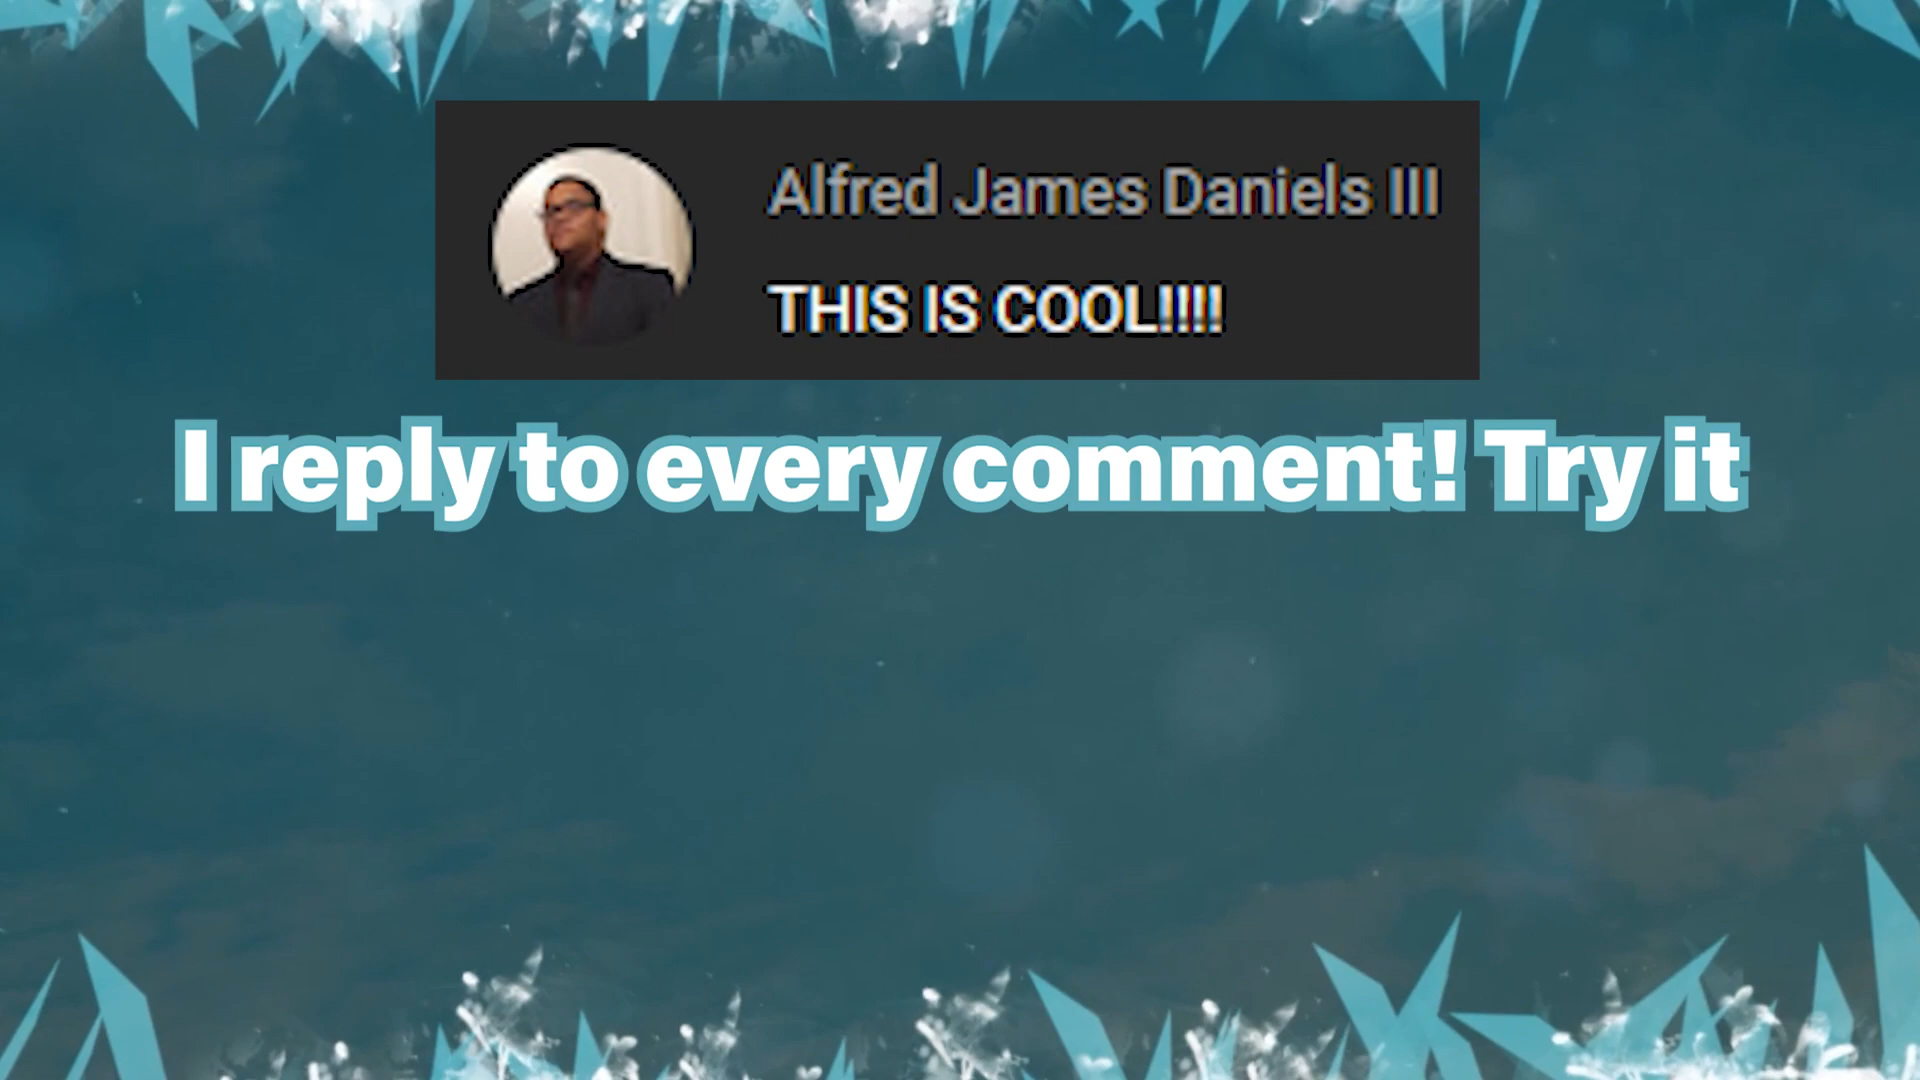 Alfred James Daniels III
THIS IS COOL!!!!
I reply to every comment! Try it